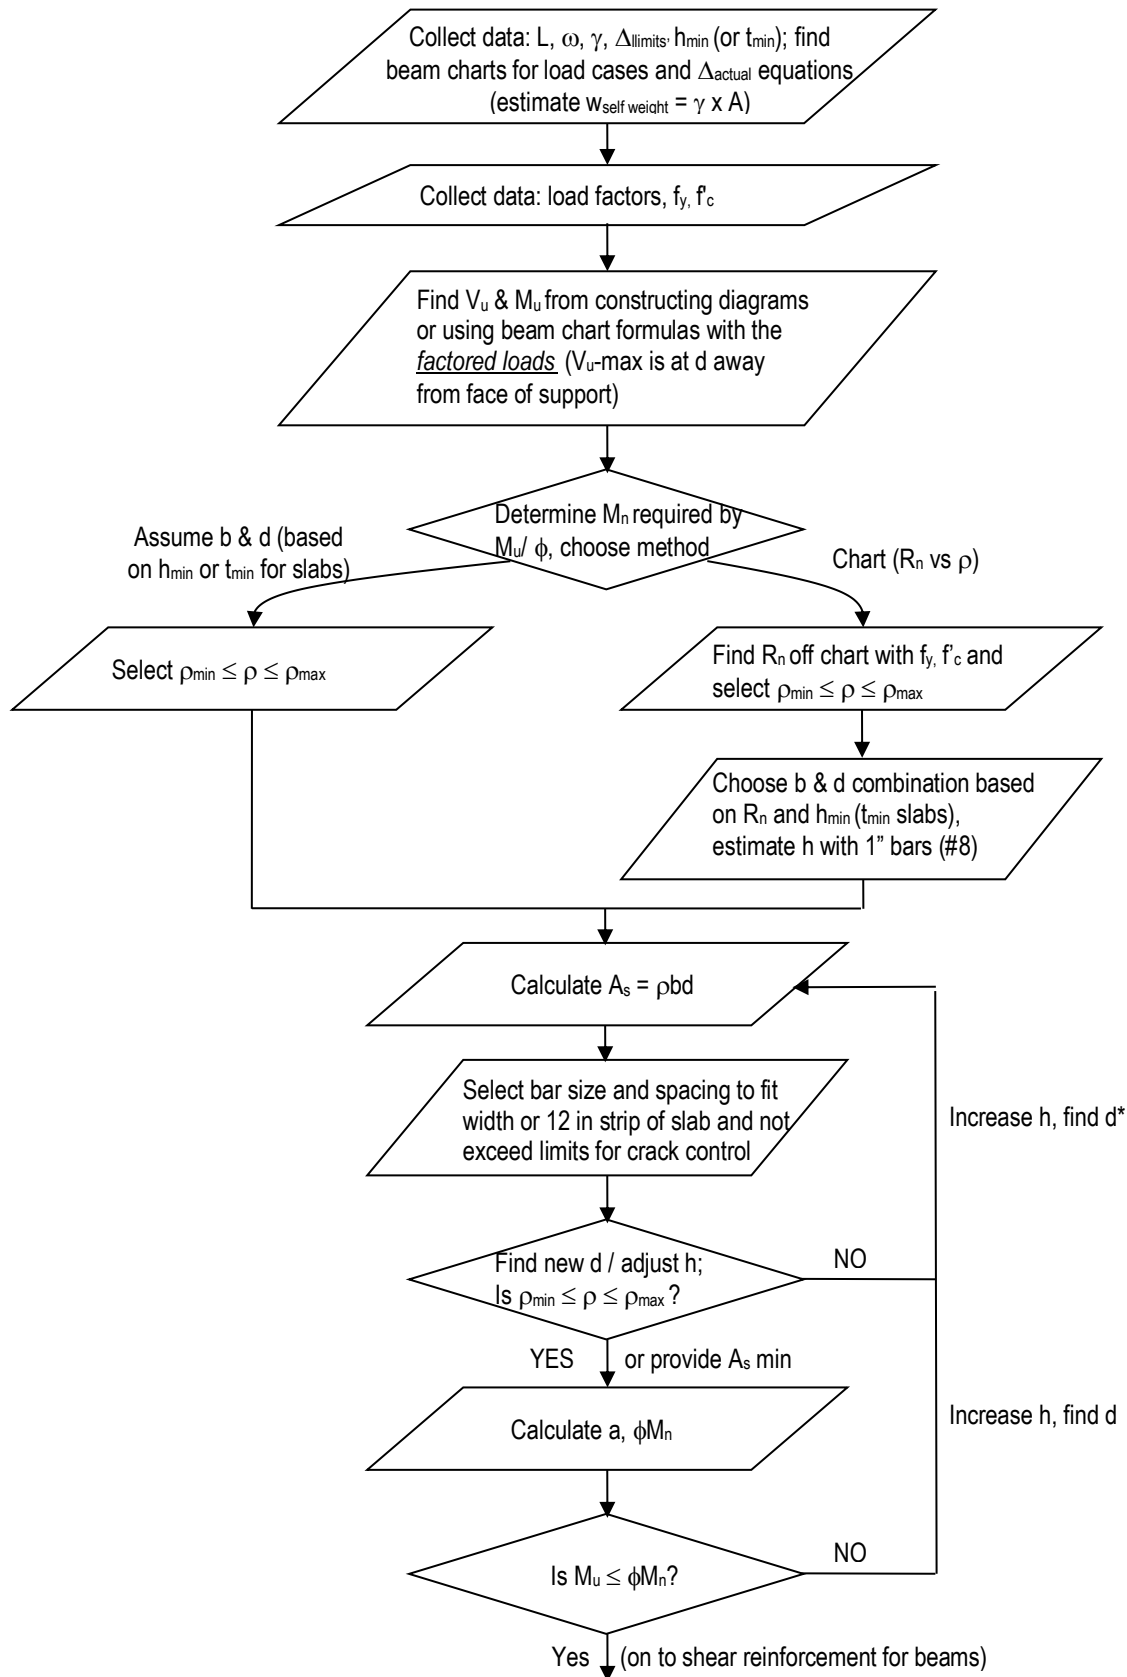 Collect data: L, ω, γ, Δllimits, hmin (or tmin); find
beam charts for load cases and Δactual equations
(estimate wself weight = γ x A)
Collect data: load factors, fy, f'c
Find Vu & Mu from constructing diagrams
or using beam chart formulas with the
factored loads (Vu-max is at d away
from face of support)
Determine Mn required by
Mu/ ϕ, choose method
Assume b & d (based
on hmin or tmin for slabs)
Chart (Rn vs ρ)
Select ρmin ≤ ρ ≤ ρmax
Find Rn off chart with fy, f'c and
select ρmin ≤ ρ ≤ ρmax
Choose b & d combination based
on Rn and hmin (tmin slabs),
estimate h with 1” bars (#8)
Calculate As = ρbd
Select bar size and spacing to fit
width or 12 in strip of slab and not
exceed limits for crack control
Increase h, find d*
Find new d / adjust h;
Is ρmin ≤ ρ ≤ ρmax ?
NO
YES or provide As min
Calculate a, ϕMn
Increase h, find d
Is Mu ≤ ϕMn?
NO
Yes (on to shear reinforcement for beams)